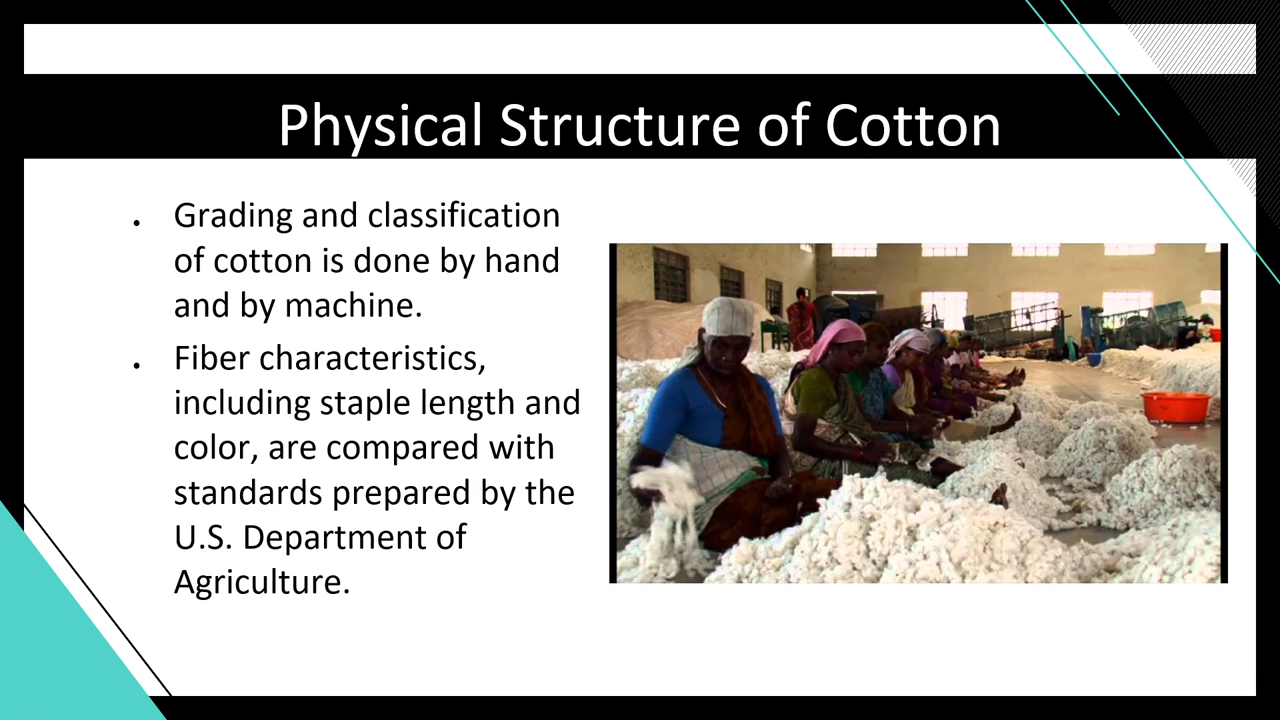 Physical Structure of Cotton
• Grading and classification
of cotton is done by hand
and by machine.
• Fiber characteristics,
including staple length and
color, are compared with
standards prepared by the
U.S. Department of
Agriculture.